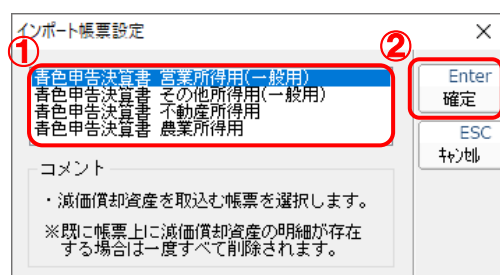 インポート帳票設定
①
②
青色申告決算書 営業所得用(一般用)
青色申告決算書 その他所得用(一般用)
青色申告決算書 不動産所得用
青色申告決算書 農業所得用
Enter
確定
ESC
ｷｬﾝｾﾙ
コメント
・減価償却資産を取込む帳票を選択します。
※既に帳票上に減価償却資産の明細が存在
する場合は一度すべて削除されます。